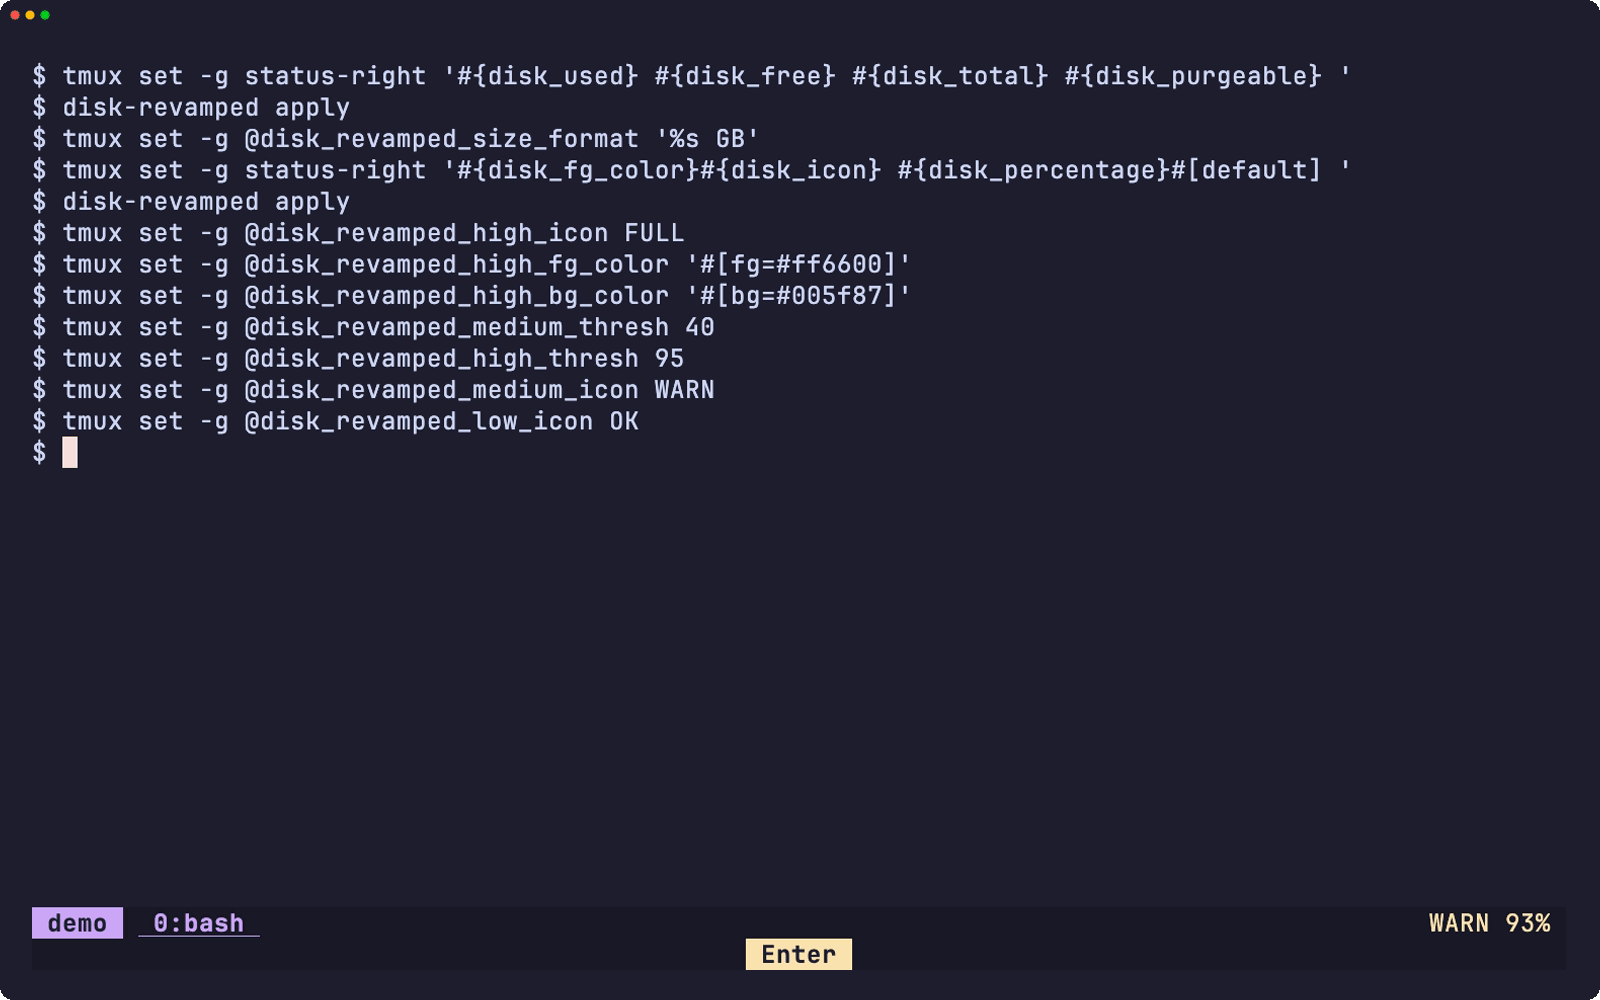 $ tmux set -g status-right '#{disk_used} #{disk_free} #{disk_total} #{disk_purgeable} '
$ disk-revamped apply
$ tmux set -g @disk_revamped_size_format '%s GB'
$ tmux set -g status-right '#{disk_fg_color}#{disk_icon} #{disk_percentage}#[default] '
$ disk-revamped apply
$ tmux set -g @disk_revamped_high_icon FULL
$ tmux set -g @disk_revamped_high_fg_color '#[fg=#ff6600]'
$ tmux set -g @disk_revamped_high_bg_color '#[bg=#005f87]'
$ tmux set -g @disk_revamped_medium_thresh 40
$ tmux set -g @disk_revamped_high_thresh 95
$ tmux set -g @disk_revamped_medium_icon WARN
$ tmux set -g @disk_revamped_low_icon OK
$
demo 0:bash WARN 93%
Enter